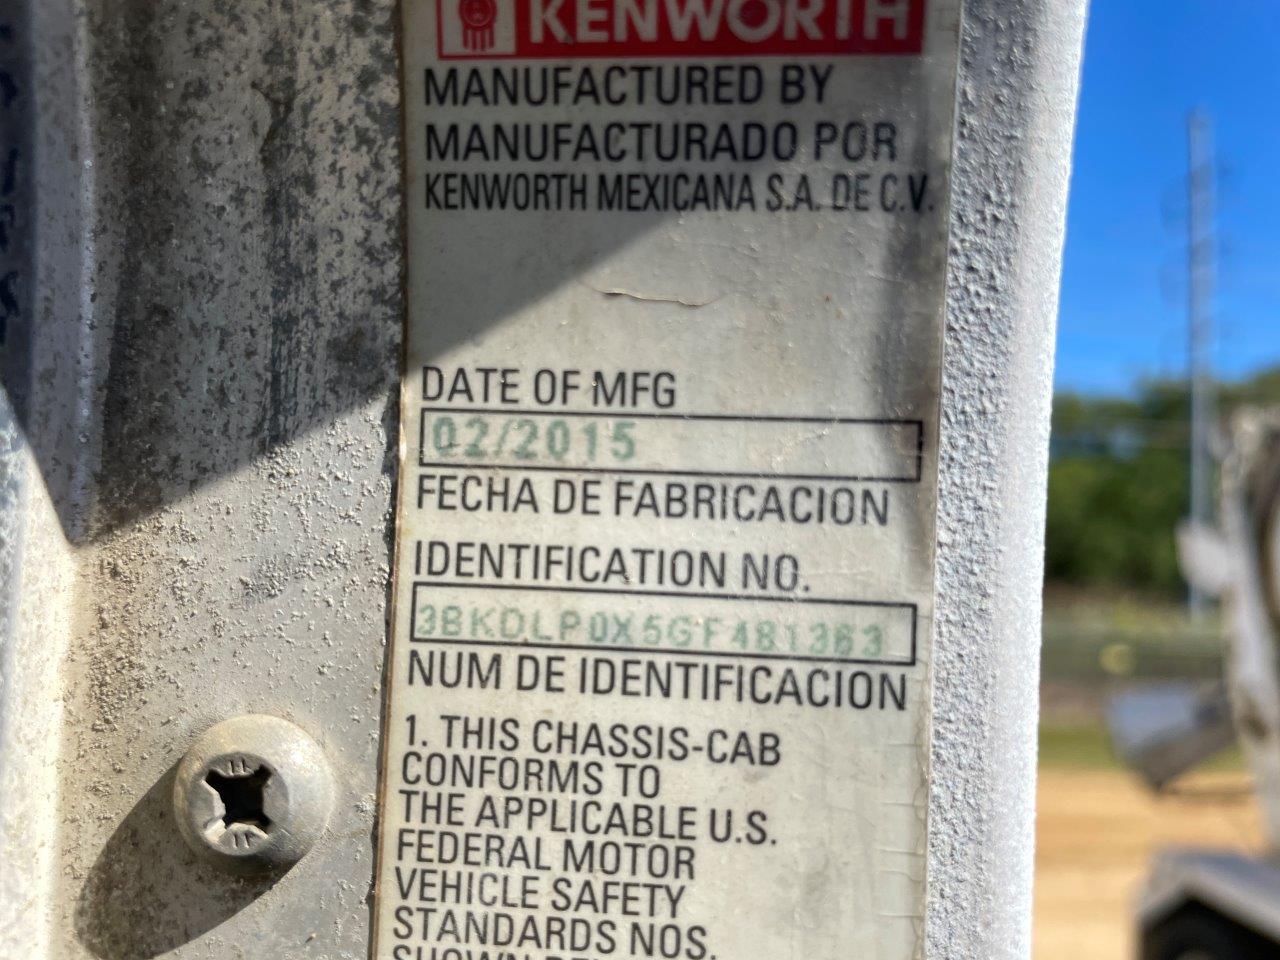 KENWORTH
MANUFACTURED BY
MANUFACTURADO POR
KENWORTH MEXICANA S.A. DE C.V.
DATE OF MFG
02/2015
FECHA DE FABRICACION
IDENTIFICATION NO.
3BKDLP0X5GF481363
NUM DE IDENTIFICACION
1. THIS CHASSIS-CAB
CONFORMS TO
THE APPLICABLE U.S.
FEDERAL MOTOR
VEHICLE SAFETY
STANDARDS NOS.
SHOWN